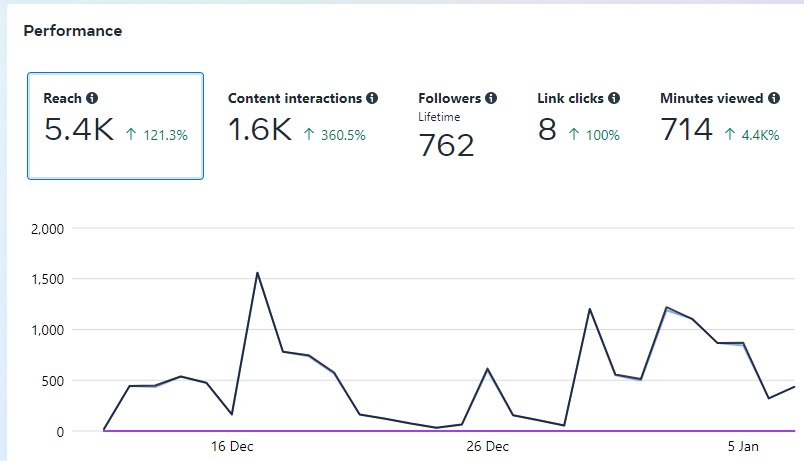 Performance
Reach
5.4K ↑ 121.3%
Content interactions
1.6K ↑ 360.5%
Followers
Lifetime
762
Link clicks
8 ↑ 100%
Minutes viewed
714 ↑ 4.4K%
2,000
1,500
1,000
500
0
16 Dec 26 Dec 5 Jan